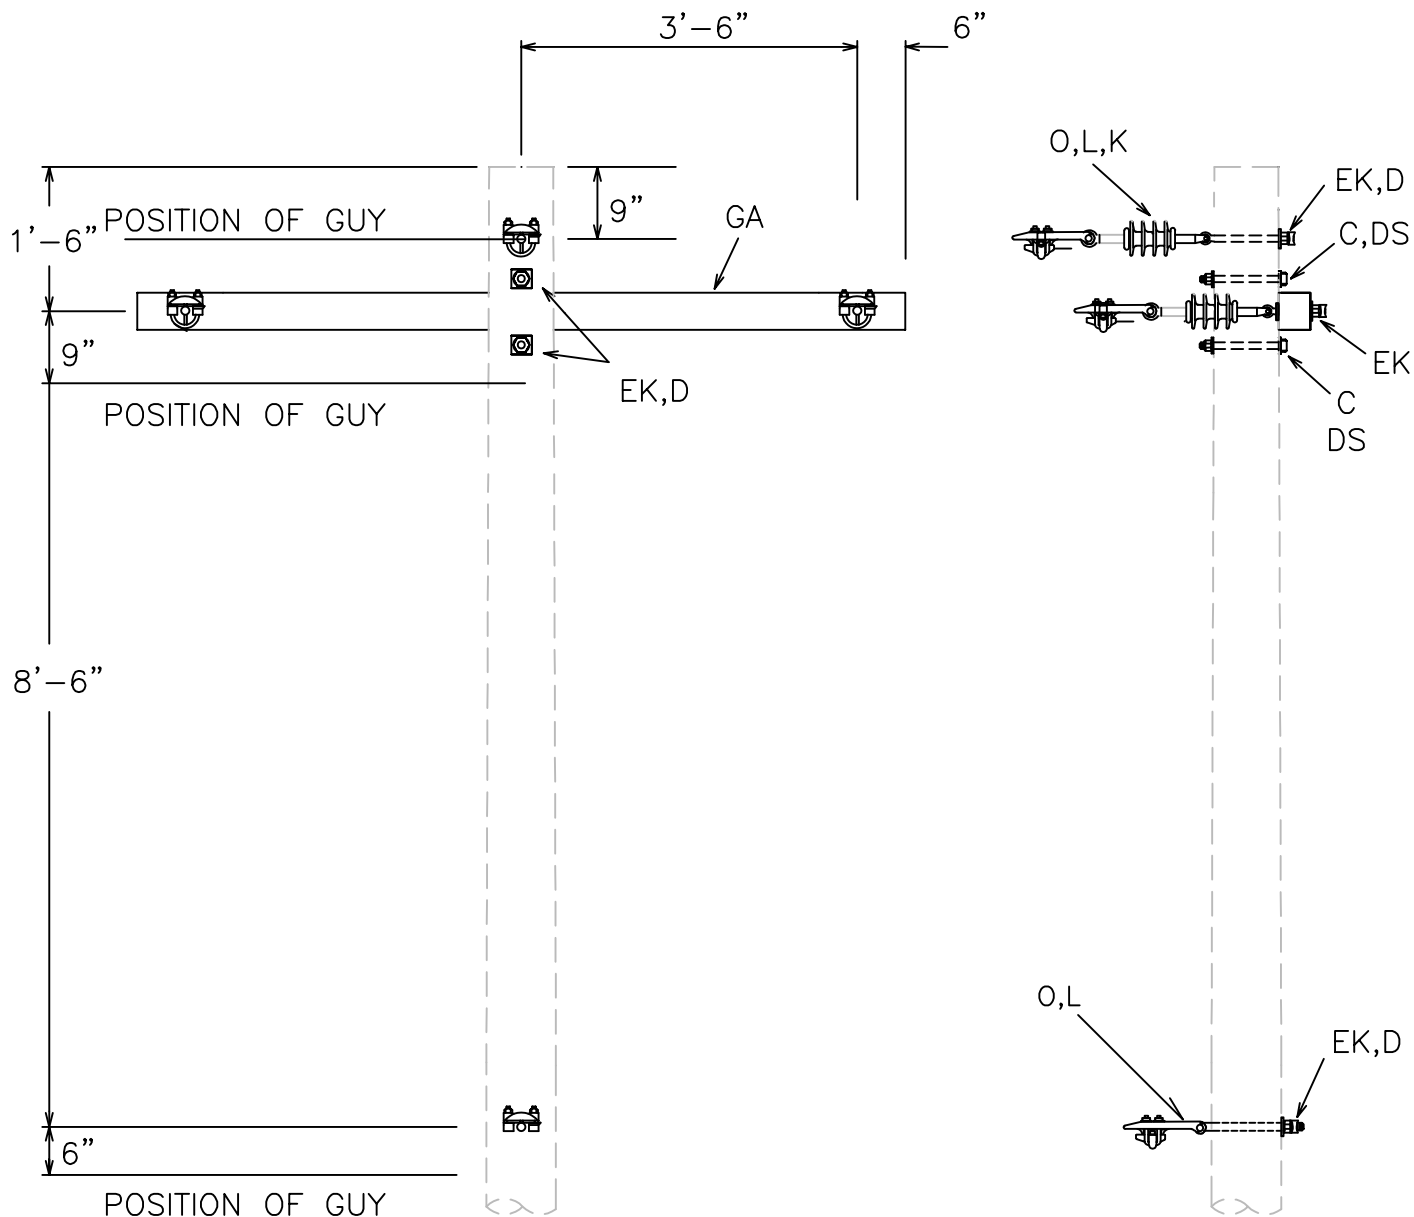 3'-6"
6"
O,L,K
EK,D
POSITION OF GUY
9"
GA
1'-6"
C,DS
9"
EK
EK,D
C
DS
POSITION OF GUY
8'-6"
O,L
EK,D
6"
POSITION OF GUY